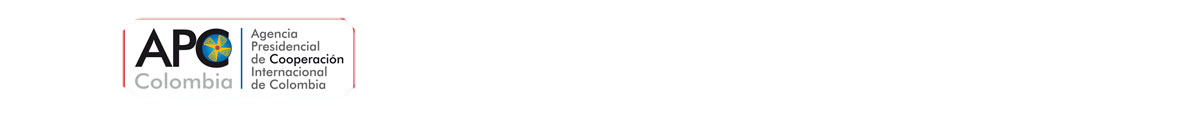 APC
Colombia
Agencia
Presidencial
de Cooperación
Internacional
de Colombia